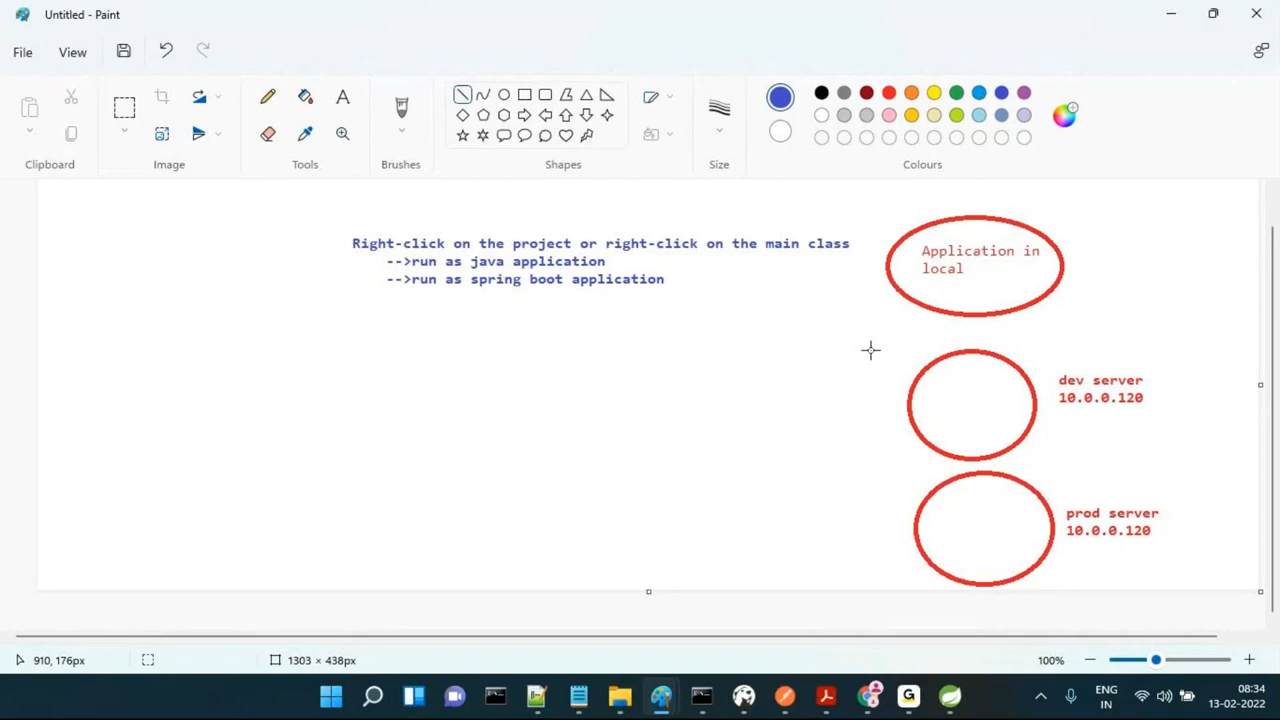 Untitled - Paint
File
View
Clipboard
Image
Tools
Brushes
Shapes
Size
Colours
Right-click on the project or right-click on the main class
-->run as java application
-->run as spring boot application
Application in
local
dev server
10.0.0.120
prod server
10.0.0.120
910, 176px
1303 × 438px
100%
ENG
IN
08:34
13-02-2022